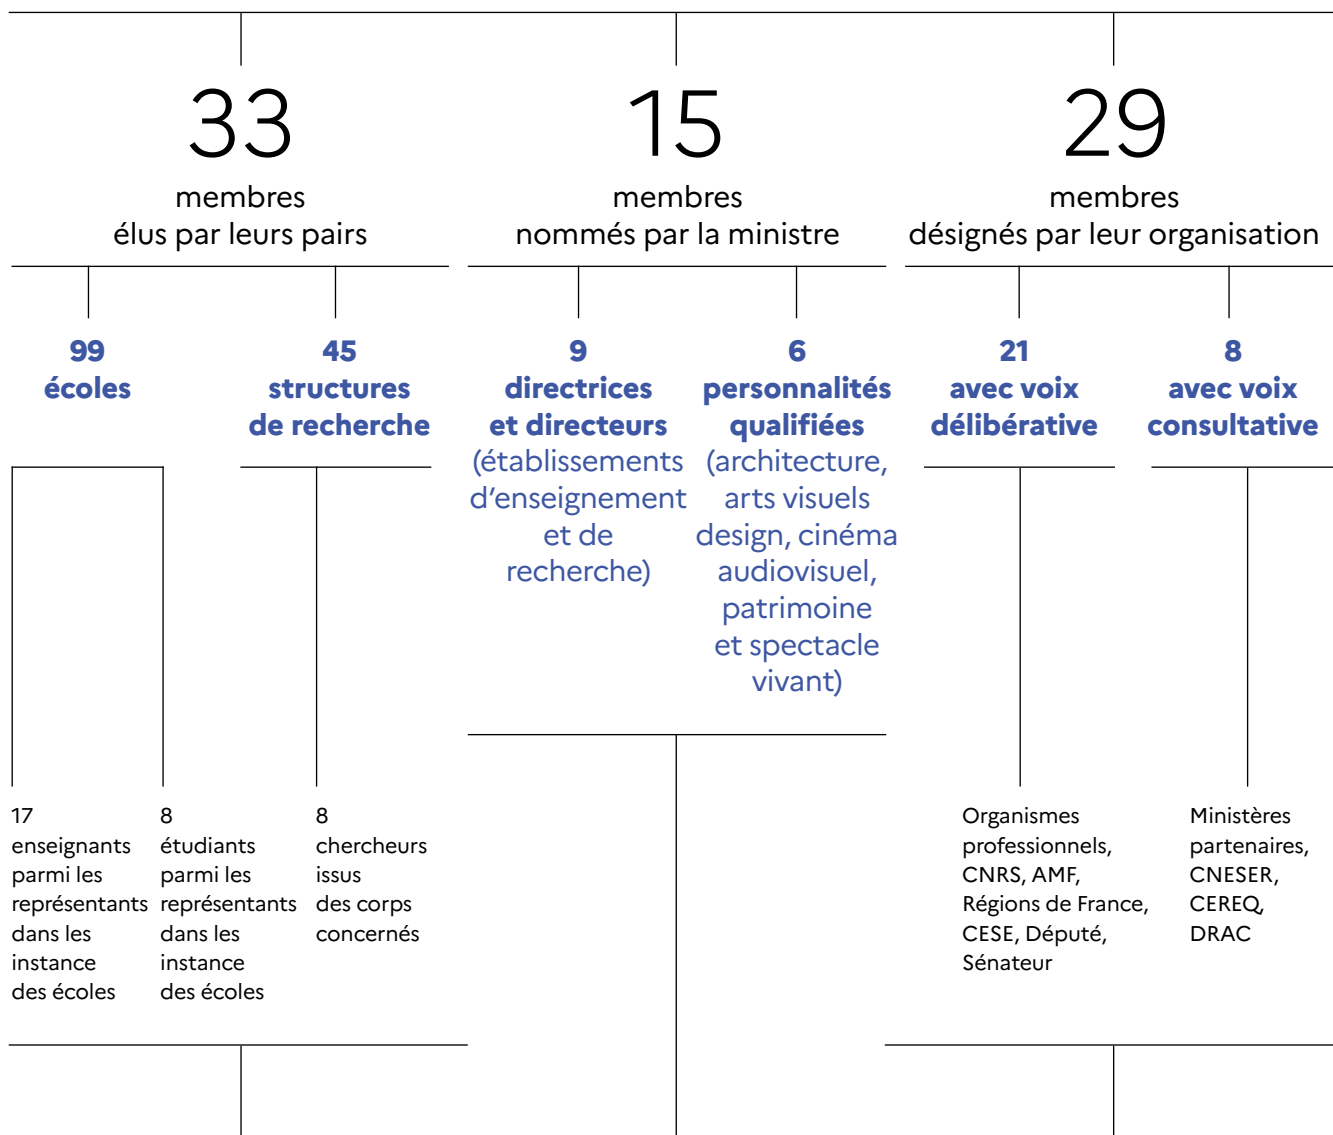 33
membres
élus par leurs pairs
99
écoles
17
enseignants
parmi les
représentants
dans les
instance
des écoles
8
étudiants
parmi les
représentants
dans les
instance
des écoles
45
structures
de recherche
8
chercheurs
issus
des corps
concernés
15
membres
nommés par la ministre
9
directrices
et directeurs
(établissements
d’enseignement
et de
recherche)
6
personnalités
qualifiées
(architecture,
arts visuels
design, cinéma
audiovisuel,
patrimoine
et spectacle
vivant)
29
membres
désignés par leur organisation
21
avec voix
délibérative
Organismes
professionnels,
CNRS, AMF,
Régions de France,
CESE, Député,
Sénateur
8
avec voix
consultative
Ministères
partenaires,
CNESER,
CEREQ,
DRAC